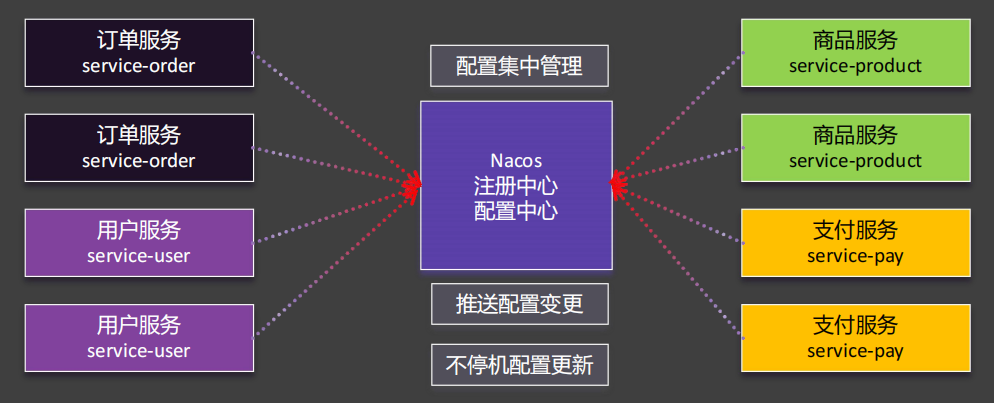 订单服务
service-order
订单服务
service-order
用户服务
service-user
用户服务
service-user
配置集中管理
Nacos
注册中心
配置中心
推送配置变更
不停机配置更新
商品服务
service-product
商品服务
service-product
支付服务
service-pay
支付服务
service-pay